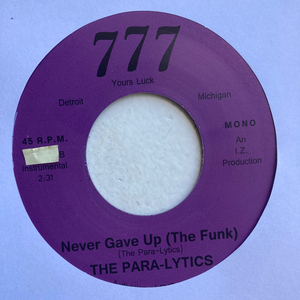 777
Yours Luck
Detroit Michigan
45 R.P.M.
MONO
B
An
Instrumental
I.Z.
2:31
Production
Never Gave Up (The Funk)
[The Para-Lytics]
THE PARA-LYTICS